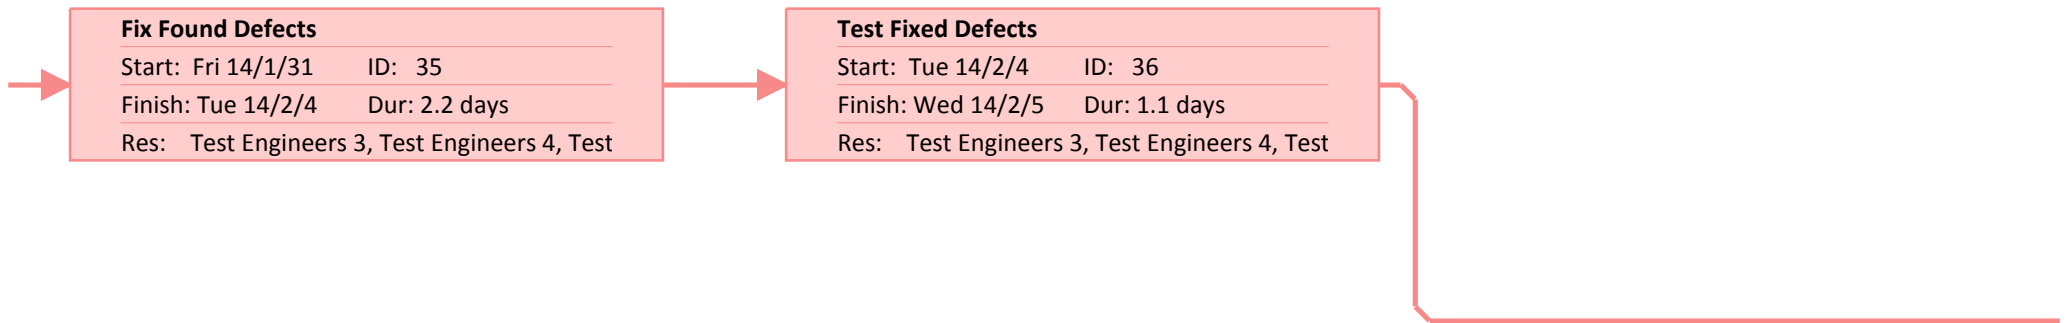 Fix Found Defects
Start: Fri 14/1/31 ID: 35
Finish: Tue 14/2/4 Dur: 2.2 days
Res: Test Engineers 3, Test Engineers 4, Test
Test Fixed Defects
Start: Tue 14/2/4 ID: 36
Finish: Wed 14/2/5 Dur: 1.1 days
Res: Test Engineers 3, Test Engineers 4, Test